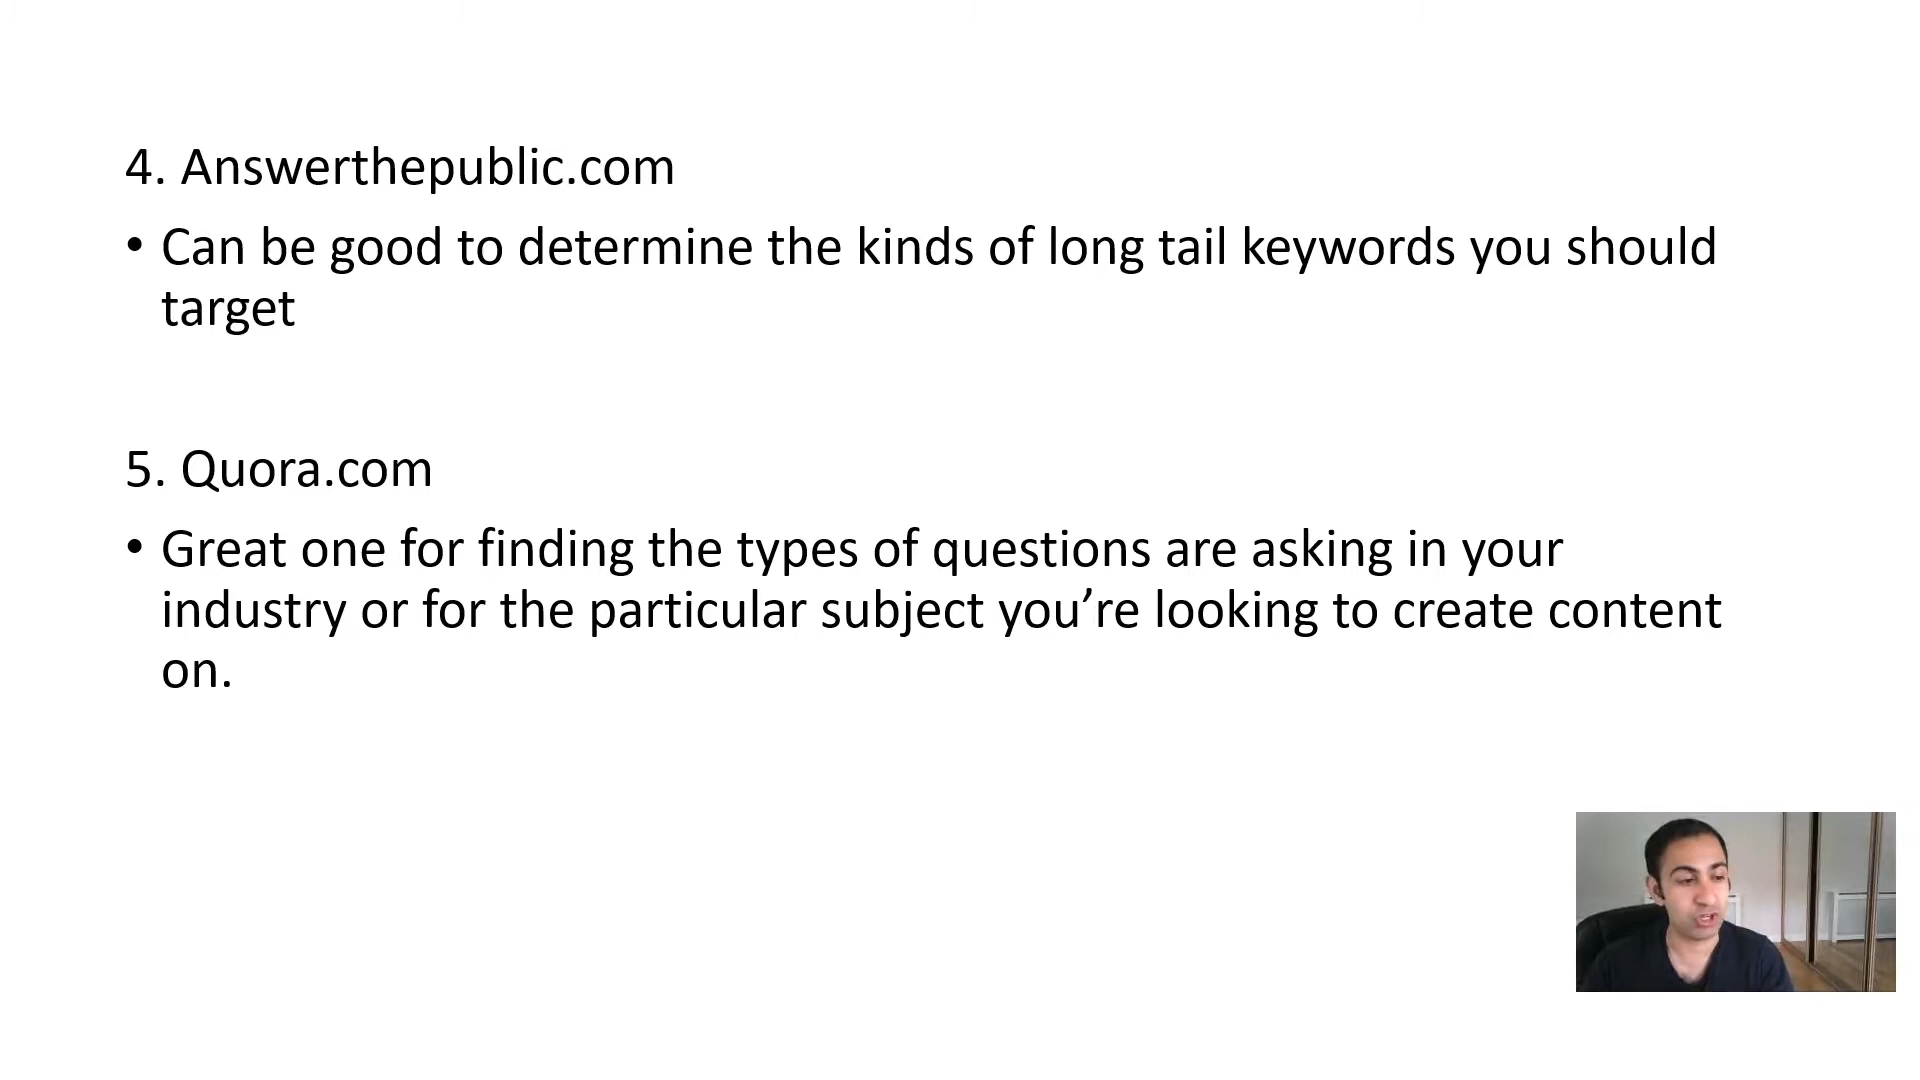 4. Answerthepublic.com
• Can be good to determine the kinds of long tail keywords you should
target
5. Quora.com
• Great one for finding the types of questions are asking in your
industry or for the particular subject you’re looking to create content
on.